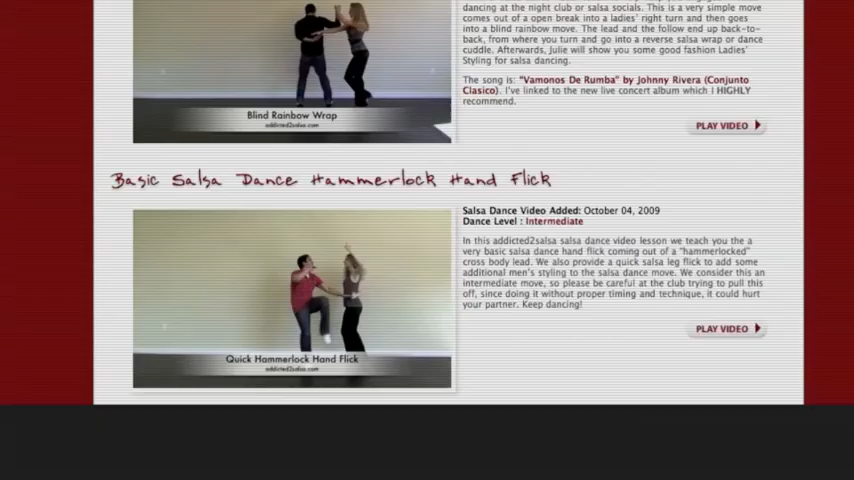 dancing at the night club or salsa socials. This is a very simple move
comes out of a open break into a ladies' right turn and then goes
into a blind rainbow move. The lead and the follow end up back-to-
back, from where you turn and go into a reverse salsa wrap or dance
cuddle. Afterwards, Julie will show you some good fashion Ladies'
Styling for salsa dancing.
The song is: "Vamonos De Rumba" by Johnny Rivera (Conjunto
Clasico). I've linked to the new live concert album which I HIGHLY
recommend.
Blind Rainbow Wrap
addicted2salsa.com
PLAY VIDEO
Basic Salsa Dance Hammerlock Hand Flick
Salsa Dance Video Added: October 04, 2009
Dance Level : Intermediate
In this addicted2salsa salsa dance video lesson we teach you the a
very basic salsa dance hand flick coming out of a "hammerlocked"
cross body lead. We also provide a quick salsa leg flick to add some
additional men's styling to the salsa dance move. We consider this an
intermediate move, so please be careful at the club trying to pull this
off, since doing it without proper timing and technique, it could hurt
your partner. Keep dancing!
PLAY VIDEO
Quick Hammerlock Hand Flick
addicted2salsa.com